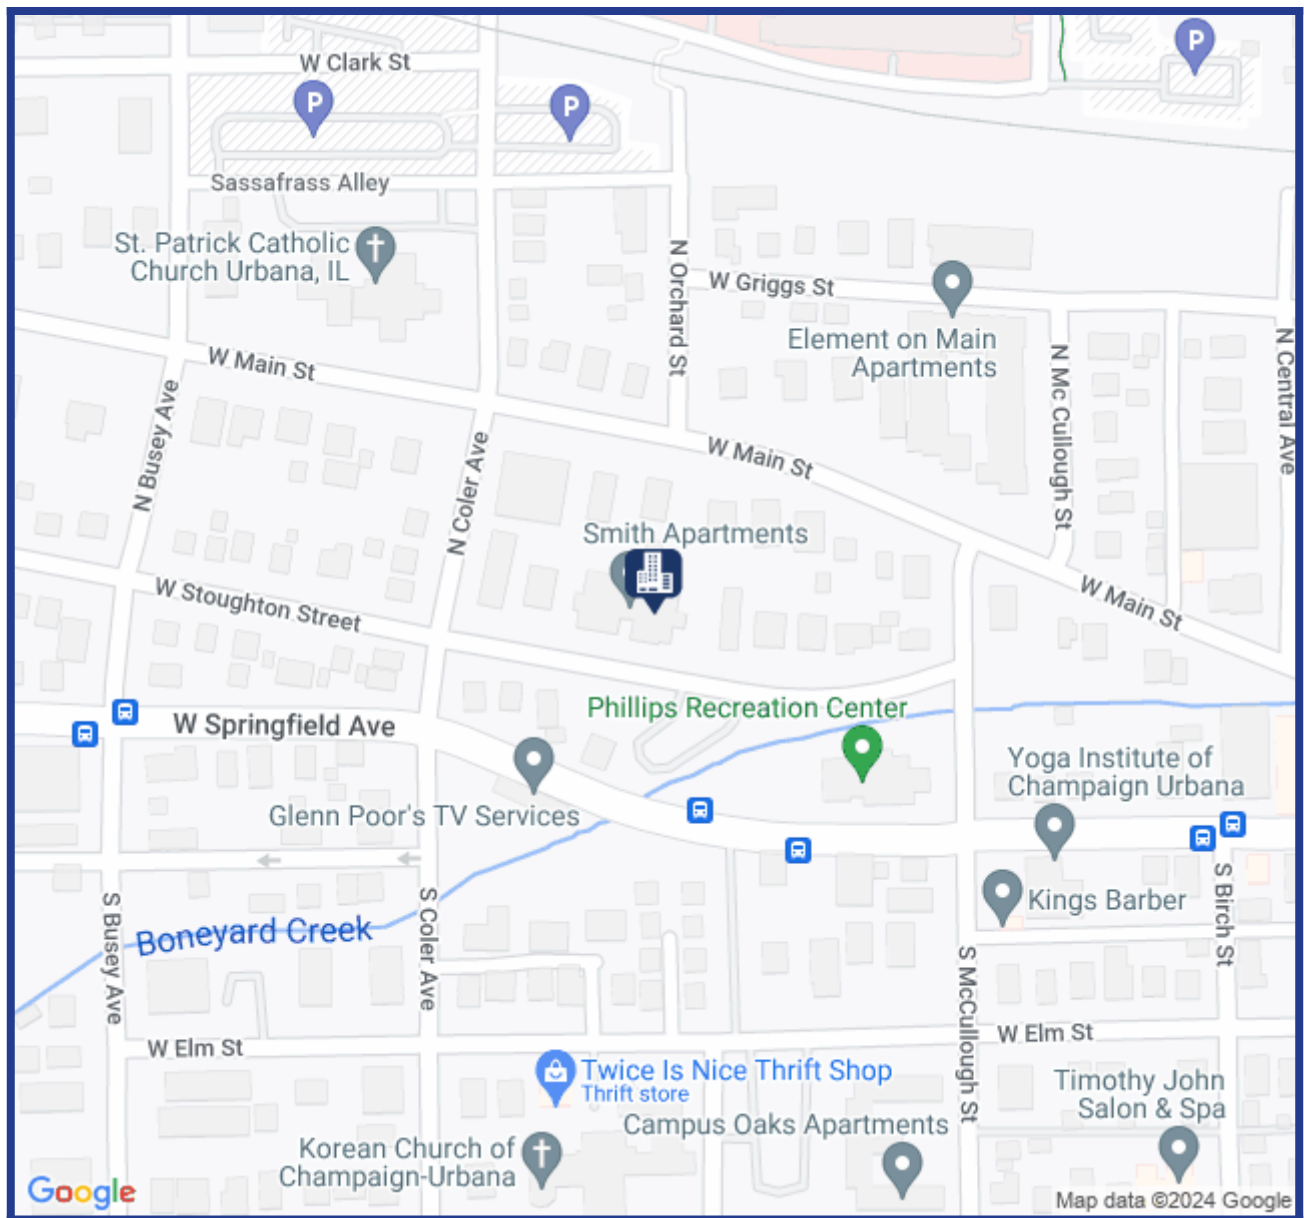 W Clark St
P
P
P
Sassafrass Alley
St. Patrick Catholic
Church Urbana, IL
N Orchard St
W Griggs St
Element on Main
Apartments
N Central Ave
N Mc Cullough St
W Main St
N Busey Ave
N Coler Ave
W Main St
Smith Apartments
W Stoughton Street
W Main St
Phillips Recreation Center
W Springfield Ave
Yoga Institute of
Champaign Urbana
Glenn Poor's TV Services
Kings Barber
S Birch St
S Busey Ave
Boneyard Creek
S Coler Ave
S McCullough St
W Elm St
W Elm St
Twice Is Nice Thrift Shop
Thrift store
Timothy John
Salon & Spa
Campus Oaks Apartments
Korean Church of
Champaign-Urbana
Google
Map data ©2024 Google